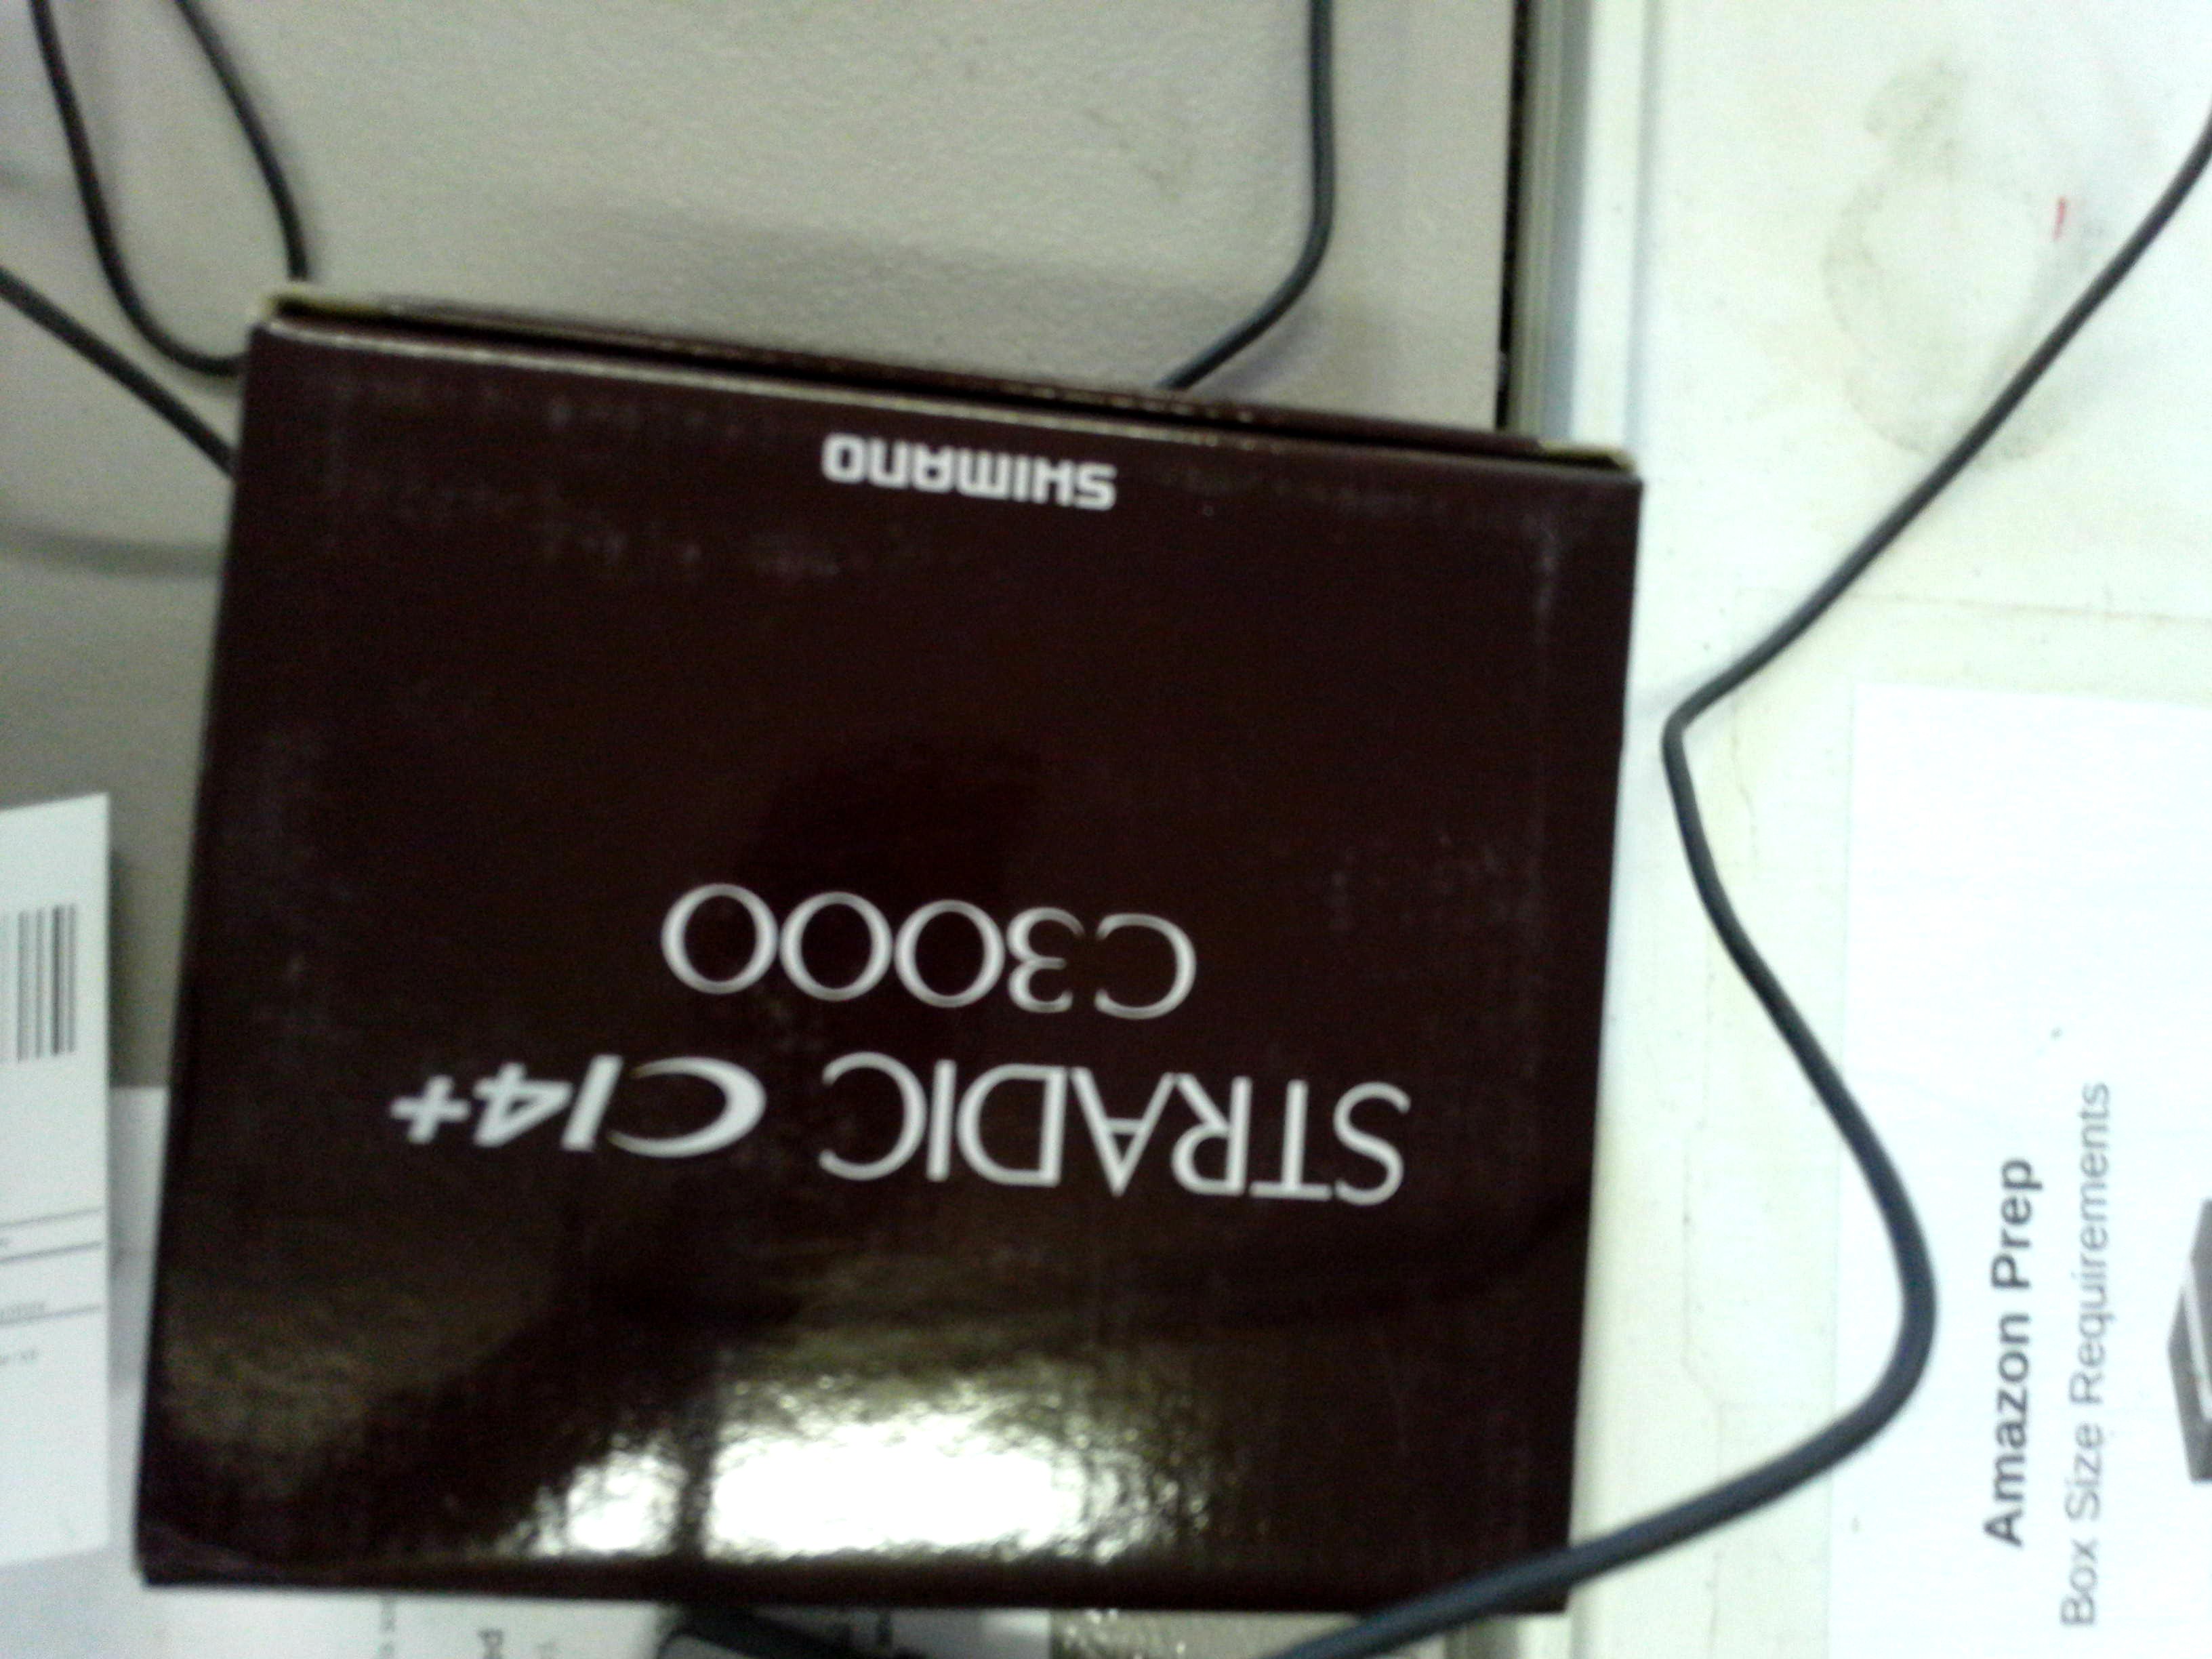 STRADIC CI4+
C3000
SHIMANO
Amazon Prep
Box Size Requirements